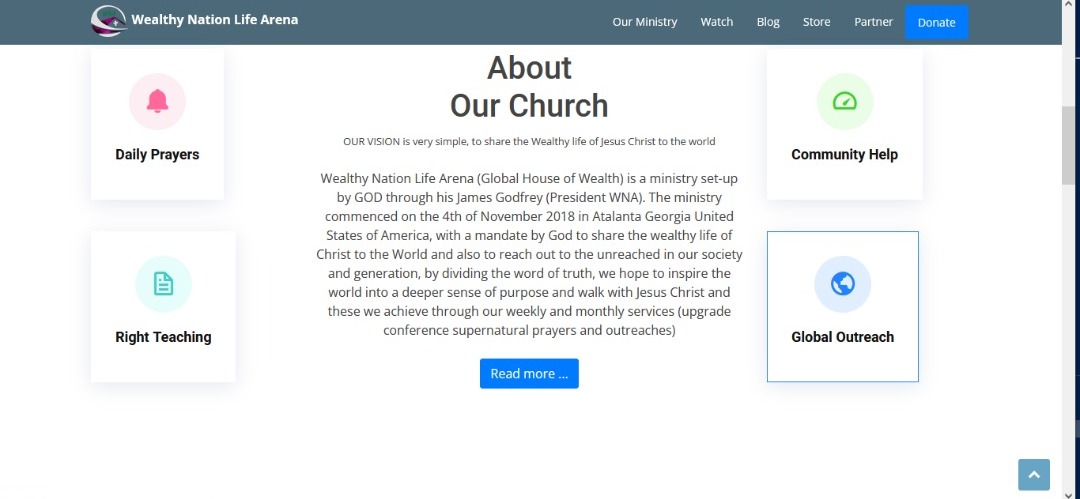 Wealthy Nation Life Arena
Our Ministry
Watch
Blog
Store
Partner
Donate
Daily Prayers
Right Teaching
About
Our Church
OUR VISION is very simple, to share the Wealthy life of Jesus Christ to the world
Wealthy Nation Life Arena (Global House of Wealth) is a ministry set-up
by GOD through his James Godfrey (President WNA). The ministry
commenced on the 4th of November 2018 in Atalanta Georgia United
States of America, with a mandate by God to share the wealthy life of
Christ to the World and also to reach out to the unreached in our society
and generation, by dividing the word of truth, we hope to inspire the
world into a deeper sense of purpose and walk with Jesus Christ and
these we achieve through our weekly and monthly services (upgrade
conference supernatural prayers and outreaches)
Read more ...
Community Help
Global Outreach